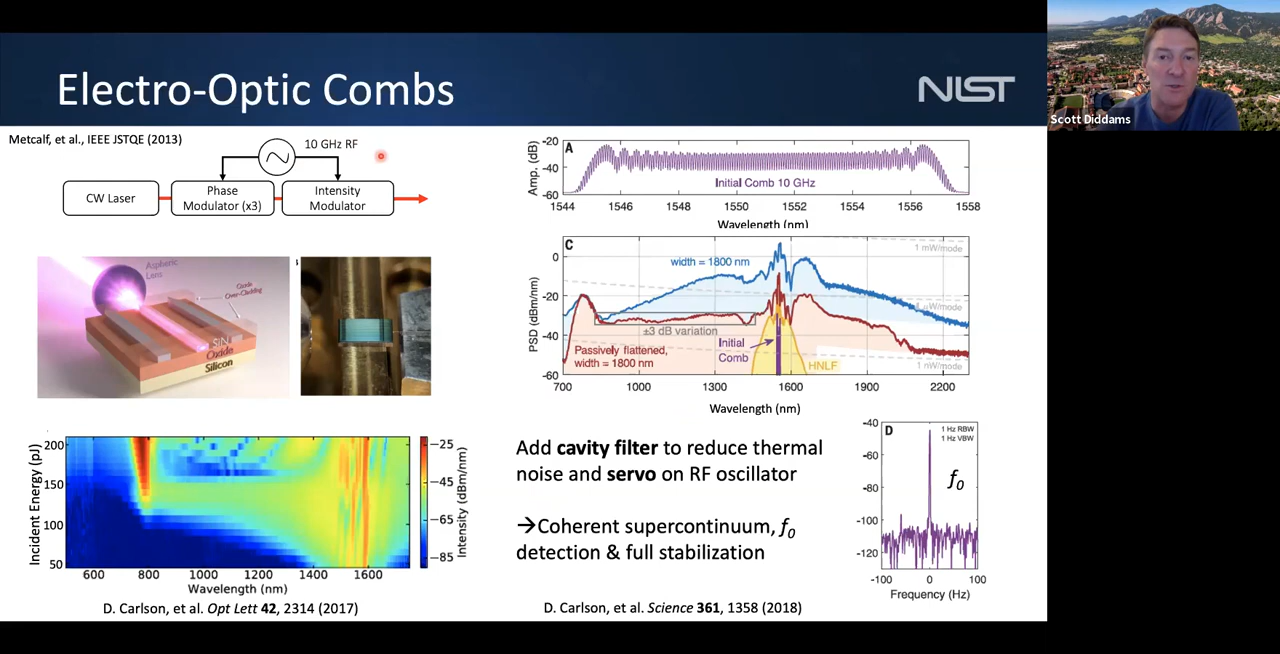 Electro-Optic Combs
NIST
Scott Diddams
Metcalf, et al., IEEE JSTQE (2013)
10 GHz RF
CW Laser
Phase
Modulator (x3)
Intensity
Modulator
Aspheric
Lens
Oxide
Over-Cladding
SiN
Oxide
Silicon
Incident Energy (pJ)
200
150
100
50
600 800 1000 1200 1400 1600
Wavelength (nm)
−25
−45
−65
−85
Intensity (dBm/nm)
D. Carlson, et al. Opt Lett 42, 2314 (2017)
A
Amp. (dB)
-20
-40
-60
Initial Comb 10 GHz
1544 1546 1548 1550 1552 1554 1556 1558
Wavelength (nm)
C
PSD (dBm/nm)
0
-20
-40
-60
width = 1800 nm
1 mW/mode
1 µW/mode
±3 dB variation
Passively flattened,
width = 1800 nm
Initial
Comb
HNLF
1 nW/mode
700 1000 1300 1600 1900 2200
Wavelength (nm)
Add cavity filter to reduce thermal
noise and servo on RF oscillator
→Coherent supercontinuum, f0
detection & full stabilization
D. Carlson, et al. Science 361, 1358 (2018)
D
1 Hz RBW
1 Hz VBW
f0
-40
-60
-80
-100
-120
-100 0 100
Frequency (Hz)